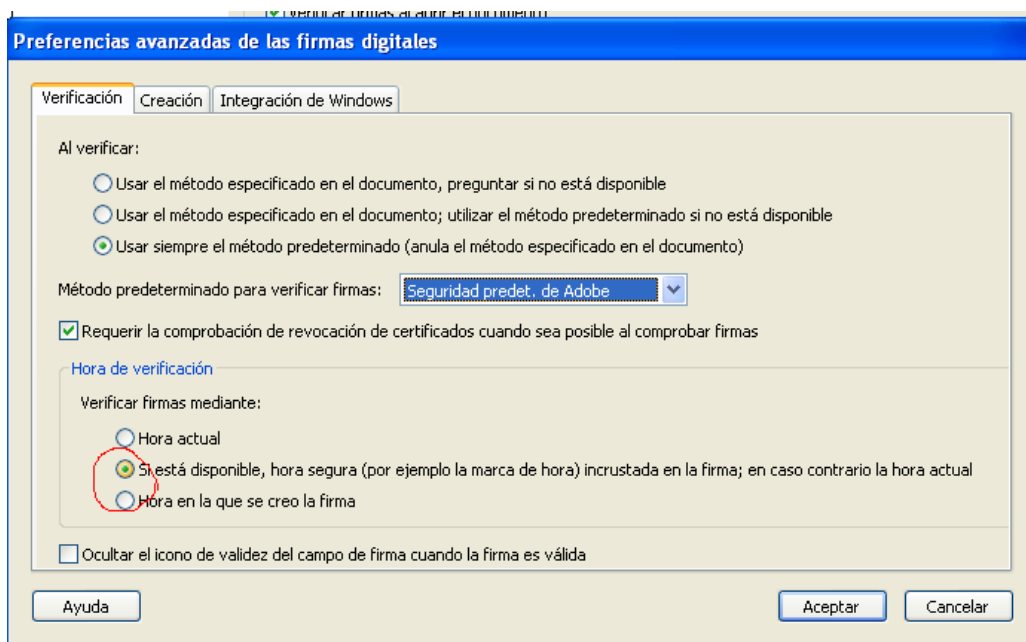 Verificar firmas al abrir el documento
Preferencias avanzadas de las firmas digitales
Verificación Creación Integración de Windows
Al verificar:
Usar el método especificado en el documento, preguntar si no está disponible
Usar el método especificado en el documento; utilizar el método predeterminado si no está disponible
Usar siempre el método predeterminado (anula el método especificado en el documento)
Método predeterminado para verificar firmas: Seguridad predet. de Adobe
Requerir la comprobación de revocación de certificados cuando sea posible al comprobar firmas
Hora de verificación
Verificar firmas mediante:
Hora actual
Si está disponible, hora segura (por ejemplo la marca de hora) incrustada en la firma; en caso contrario la hora actual
Hora en la que se creo la firma
Ocultar el icono de validez del campo de firma cuando la firma es válida
Ayuda Aceptar Cancelar